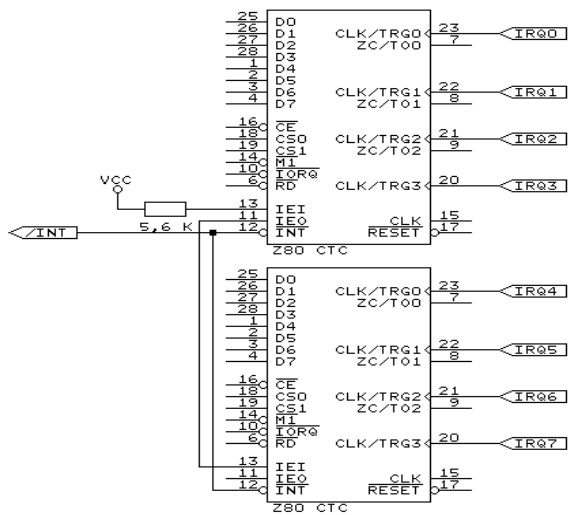 25 D0
26 D1 CLK/TRG0 23 IRQ0
27 D2 ZC/TO0 7
28 D3
1 D4
2 D5 CLK/TRG1 22 IRQ1
3 D6 ZC/TO1 8
4 D7
16 CE CLK/TRG2 21 IRQ2
18 CS0 ZC/TO2 9
19 CS1
14 M1
10 IORQ CLK/TRG3 20 IRQ3
6 RD
VCC
13 IEI
11 IEO CLK 15
/INT 5,6 K 12 INT RESET 17
Z80 CTC
25 D0
26 D1 CLK/TRG0 23 IRQ4
27 D2 ZC/TO0 7
28 D3
1 D4
2 D5 CLK/TRG1 22 IRQ5
3 D6 ZC/TO1 8
4 D7
16 CE CLK/TRG2 21 IRQ6
18 CS0 ZC/TO2 9
19 CS1
14 M1
10 IORQ CLK/TRG3 20 IRQ7
6 RD
13 IEI
11 IEO CLK 15
12 INT RESET 17
Z80 CTC